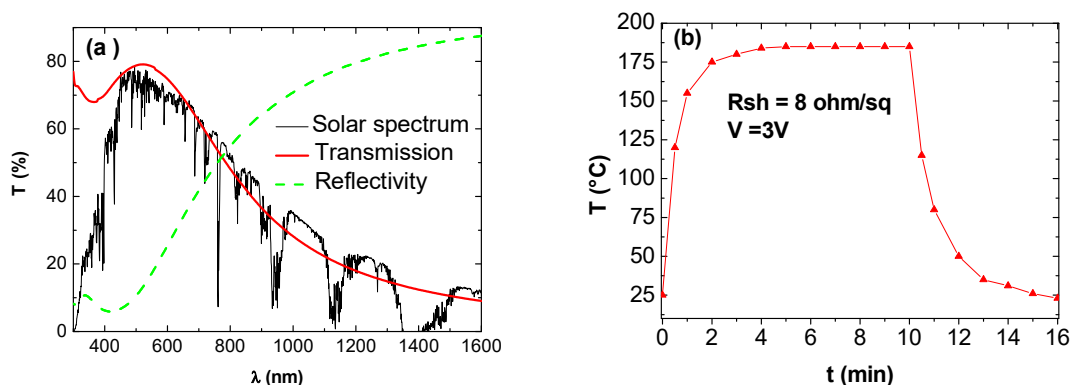 (a )
T (%)
80
60
40
20
0
Solar spectrum
Transmission
Reflectivity
400 600 800 1000 1200 1400 1600
λ (nm)
(b)
T (°C)
200
175
150
125
100
75
50
25
Rsh = 8 ohm/sq
V =3V
0 2 4 6 8 10 12 14 16
t (min)